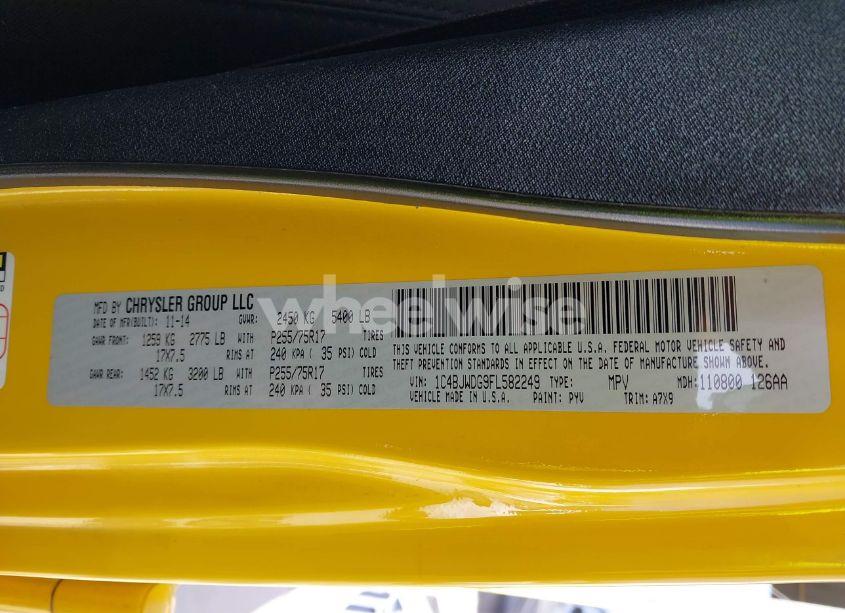 MFD BY CHRYSLER GROUP LLC
DATE OF MFR(BUILT): 11-14 GVWR: 2450 KG 5400 LB
GAWR FRONT: 1259 KG 2775 LB WITH P255/75R17 TIRES
17X7.5 RIMS AT 240 KPA ( 35 PSI) COLD
GAWR REAR: 1452 KG 3200 LB WITH P255/75R17 TIRES
17X7.5 RIMS AT 240 KPA ( 35 PSI) COLD
THIS VEHICLE CONFORMS TO ALL APPLICABLE U.S.A. FEDERAL MOTOR VEHICLE SAFETY AND
THEFT PREVENTION STANDARDS IN EFFECT ON THE DATE OF MANUFACTURE SHOWN ABOVE.
VIN: 1C4BJWDG9FL582249 TYPE: MPV MDH: 110800 126AA
VEHICLE MADE IN U.S.A. PAINT: PYV TRIM: A7X9
wheelwise